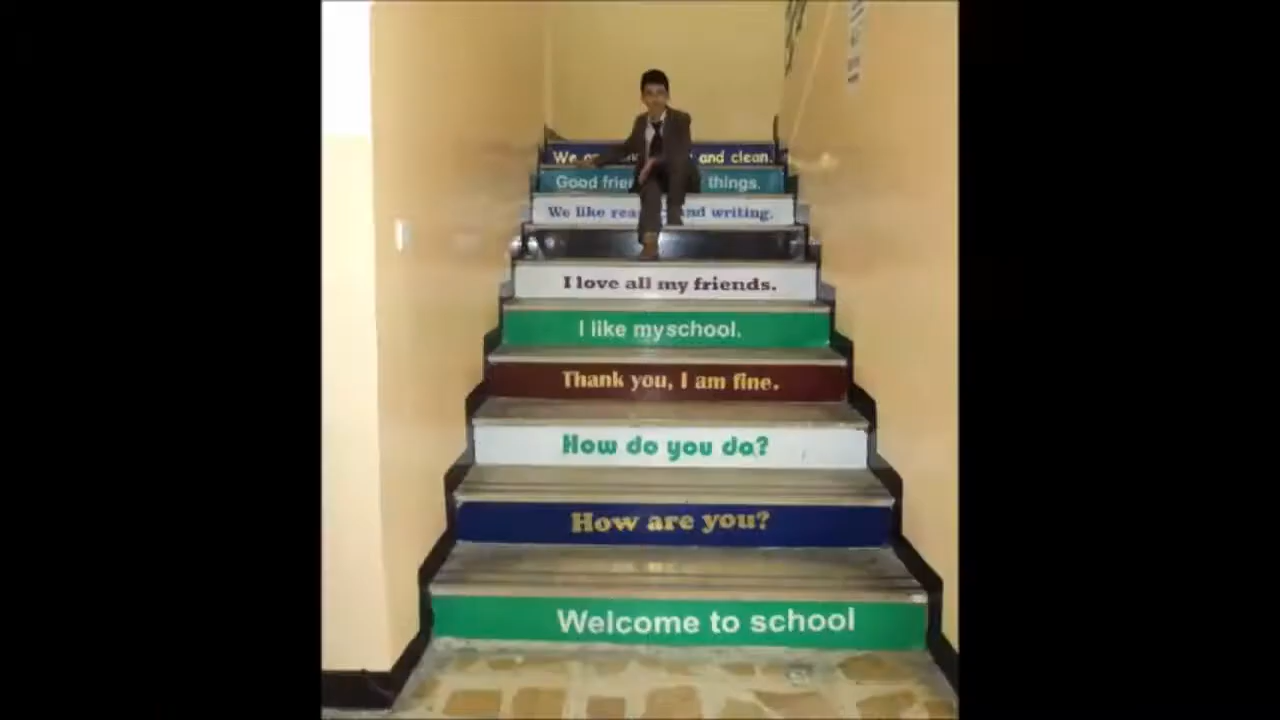 We and clean.
Good things.
We like and writing.
I love all my friends.
I like myschool.
Thank you, I am fine.
How do you do?
How are you?
Welcome to school